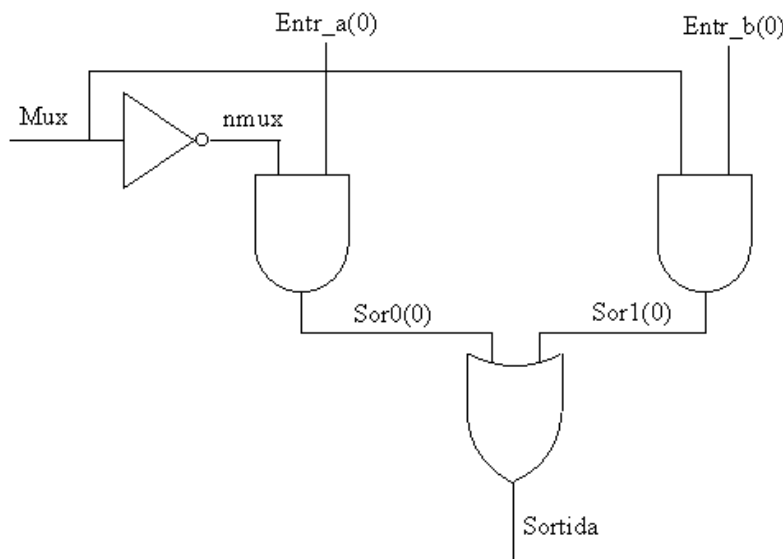 Entr_a(0)
Entr_b(0)
Mux
nmux
Sor0(0)
Sor1(0)
Sortida